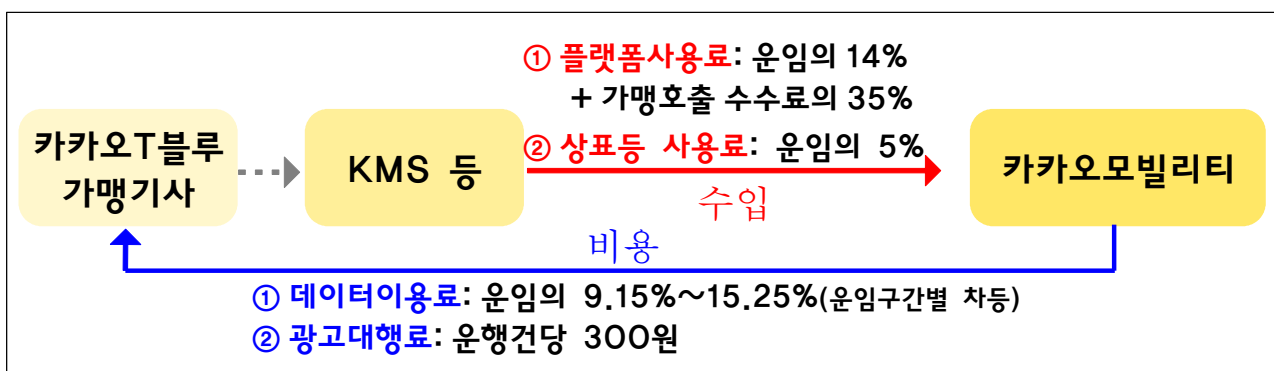 ① 플랫폼사용료: 운임의 14%
+ 가맹호출 수수료의 35%
② 상표등 사용료: 운임의 5%
카카오T블루
가맹기사
KMS 등
카카오모빌리티
수입
비용
① 데이터이용료: 운임의 9.15%~15.25%(운임구간별 차등)
② 광고대행료: 운행건당 300원